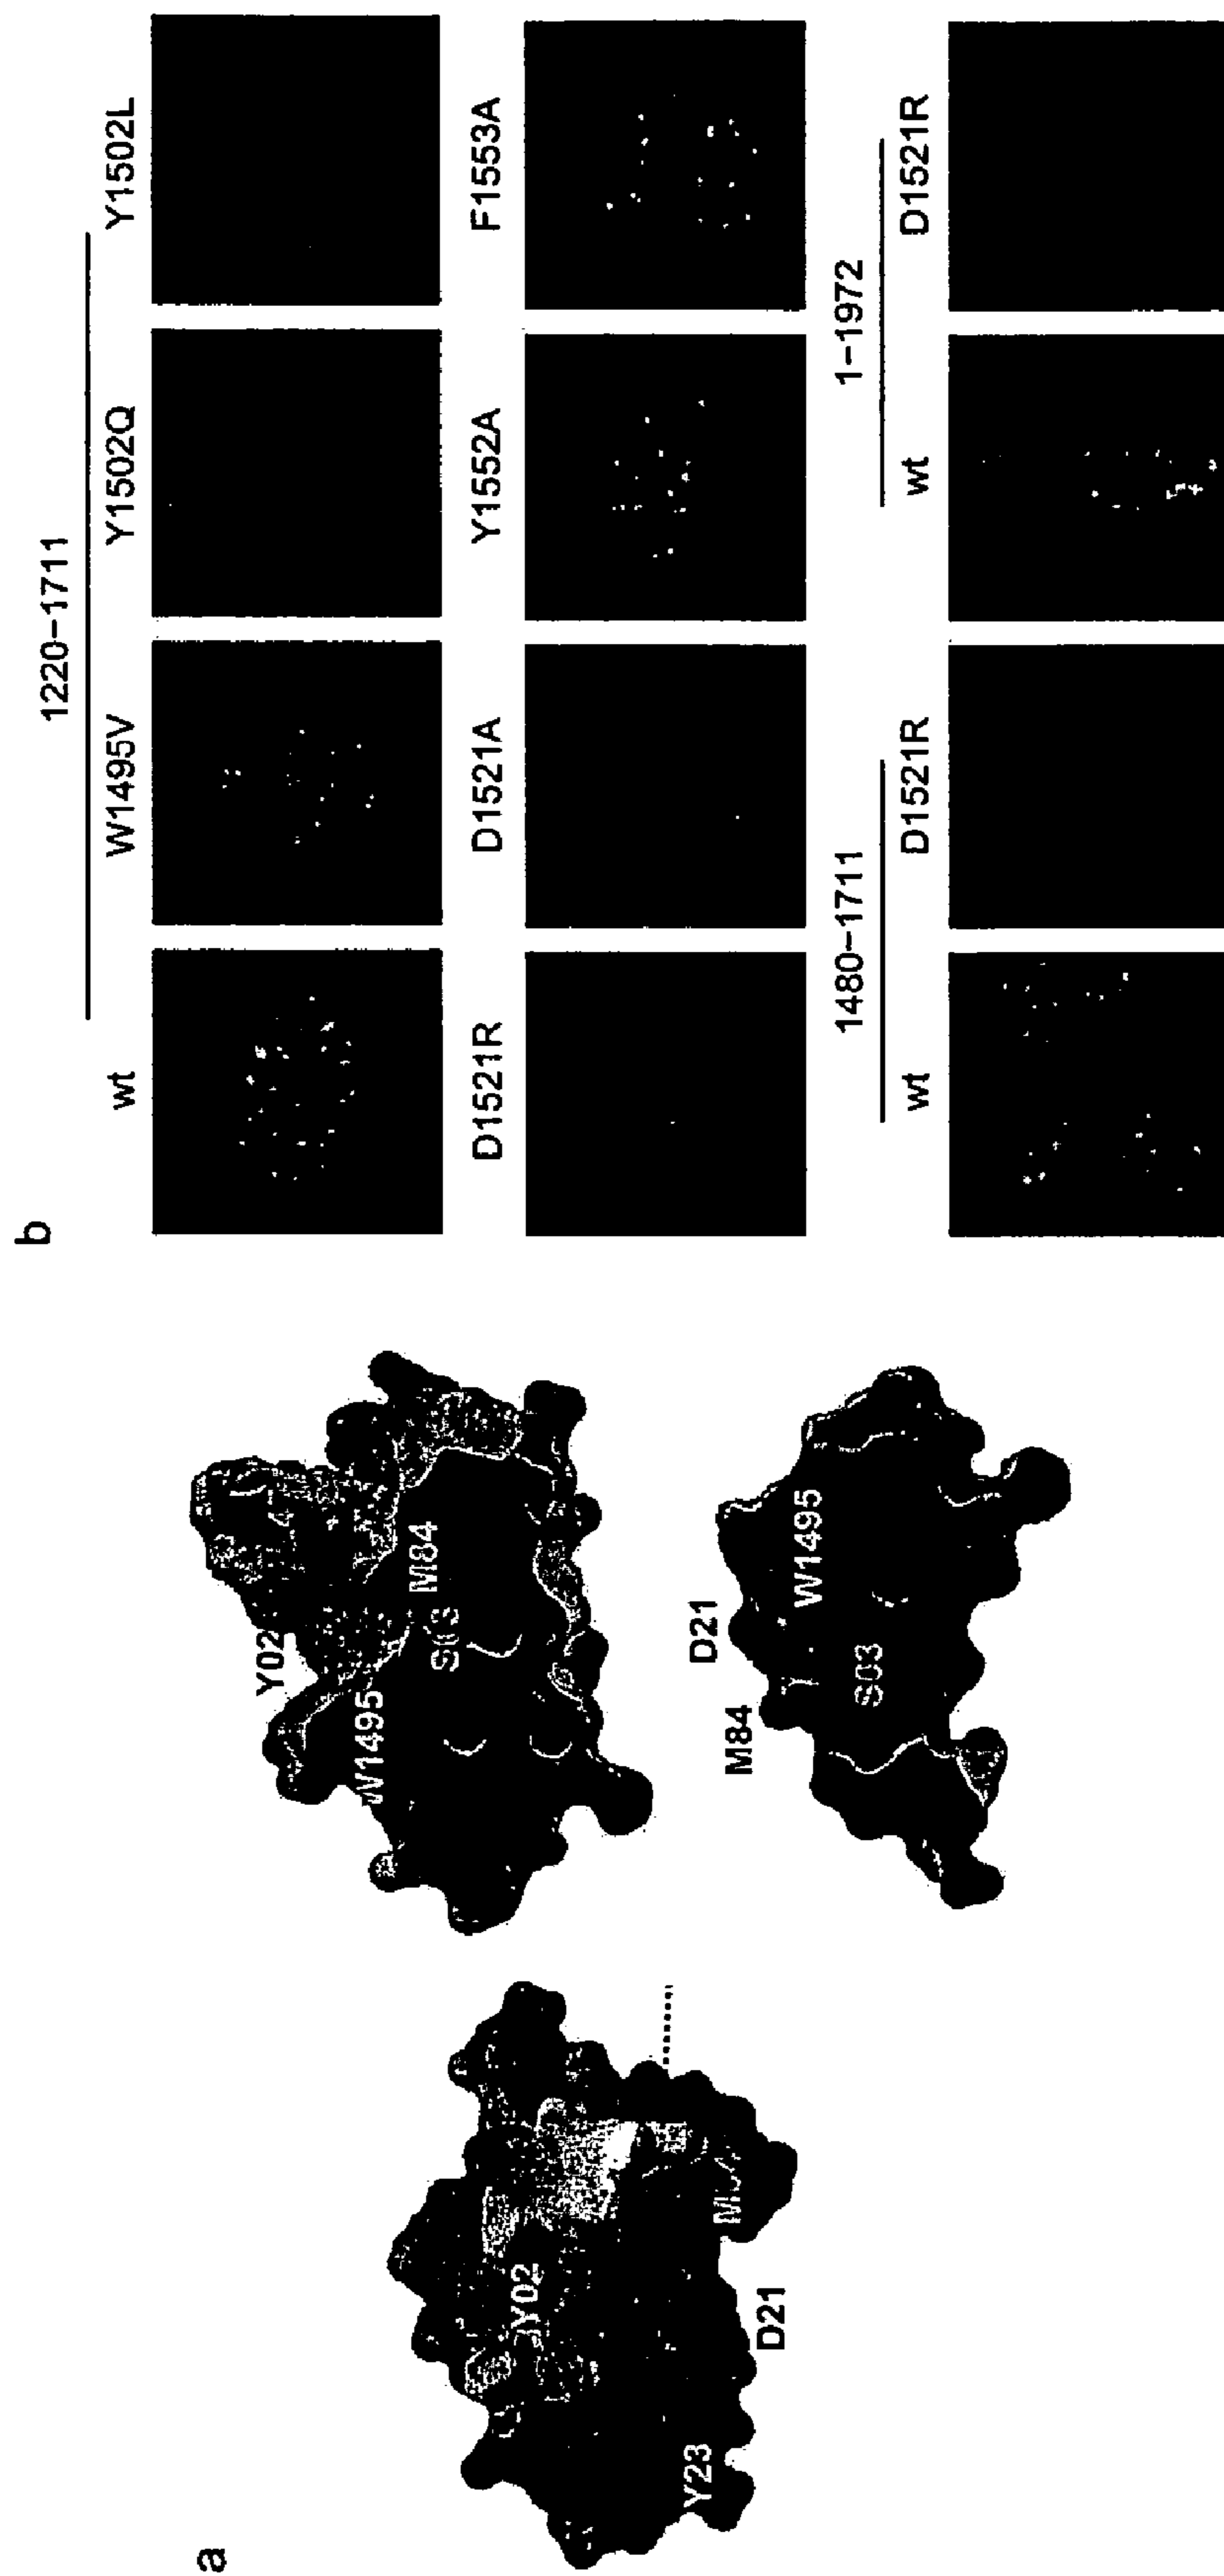 a
Y02
D21
Y23
Y02
W1495
S03
M84
M84
D21
S03
W1495
b
1220–1711
wt W1495V Y1502Q Y1502L
D1521R D1521A Y1552A F1553A
1480–1711 1–1972
wt D1521R wt D1521R